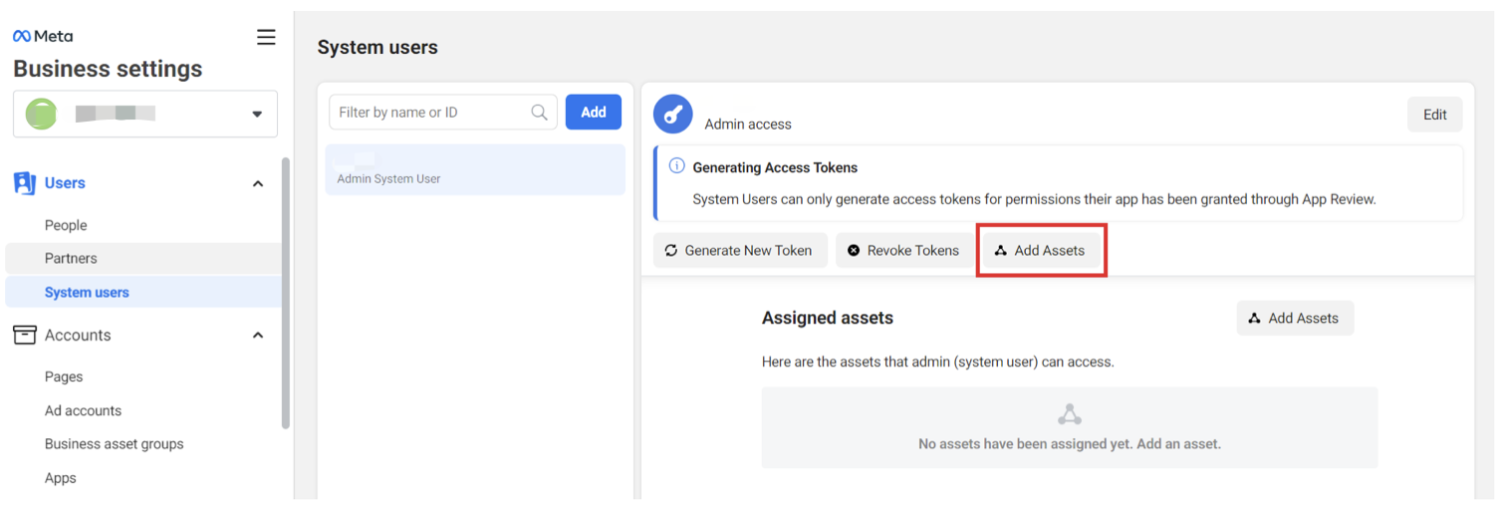 Meta
Business settings
Users
People
Partners
System users
Accounts
Pages
Ad accounts
Business asset groups
Apps
System users
Filter by name or ID
Add
Admin System User
Admin access
Edit
Generating Access Tokens
System Users can only generate access tokens for permissions their app has been granted through App Review.
Generate New Token
Revoke Tokens
Add Assets
Assigned assets
Add Assets
Here are the assets that admin (system user) can access.
No assets have been assigned yet. Add an asset.